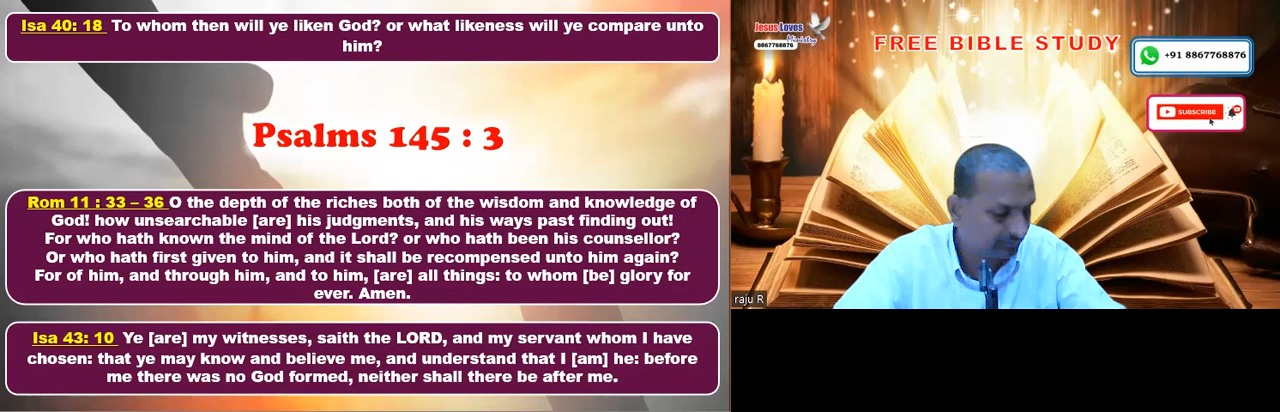 Isa 40: 18 To whom then will ye liken God? or what likeness will ye compare unto
him?
Psalms 145 : 3
Rom 11 : 33 – 36 O the depth of the riches both of the wisdom and knowledge of
God! how unsearchable [are] his judgments, and his ways past finding out!
For who hath known the mind of the Lord? or who hath been his counsellor?
Or who hath first given to him, and it shall be recompensed unto him again?
For of him, and through him, and to him, [are] all things: to whom [be] glory for
ever. Amen.
Isa 43: 10 Ye [are] my witnesses, saith the LORD, and my servant whom I have
chosen: that ye may know and believe me, and understand that I [am] he: before
me there was no God formed, neither shall there be after me.
Jesus Loves
Ministry
8867768876
FREE BIBLE STUDY
+91 8867768876
SUBSCRIBE
raju R